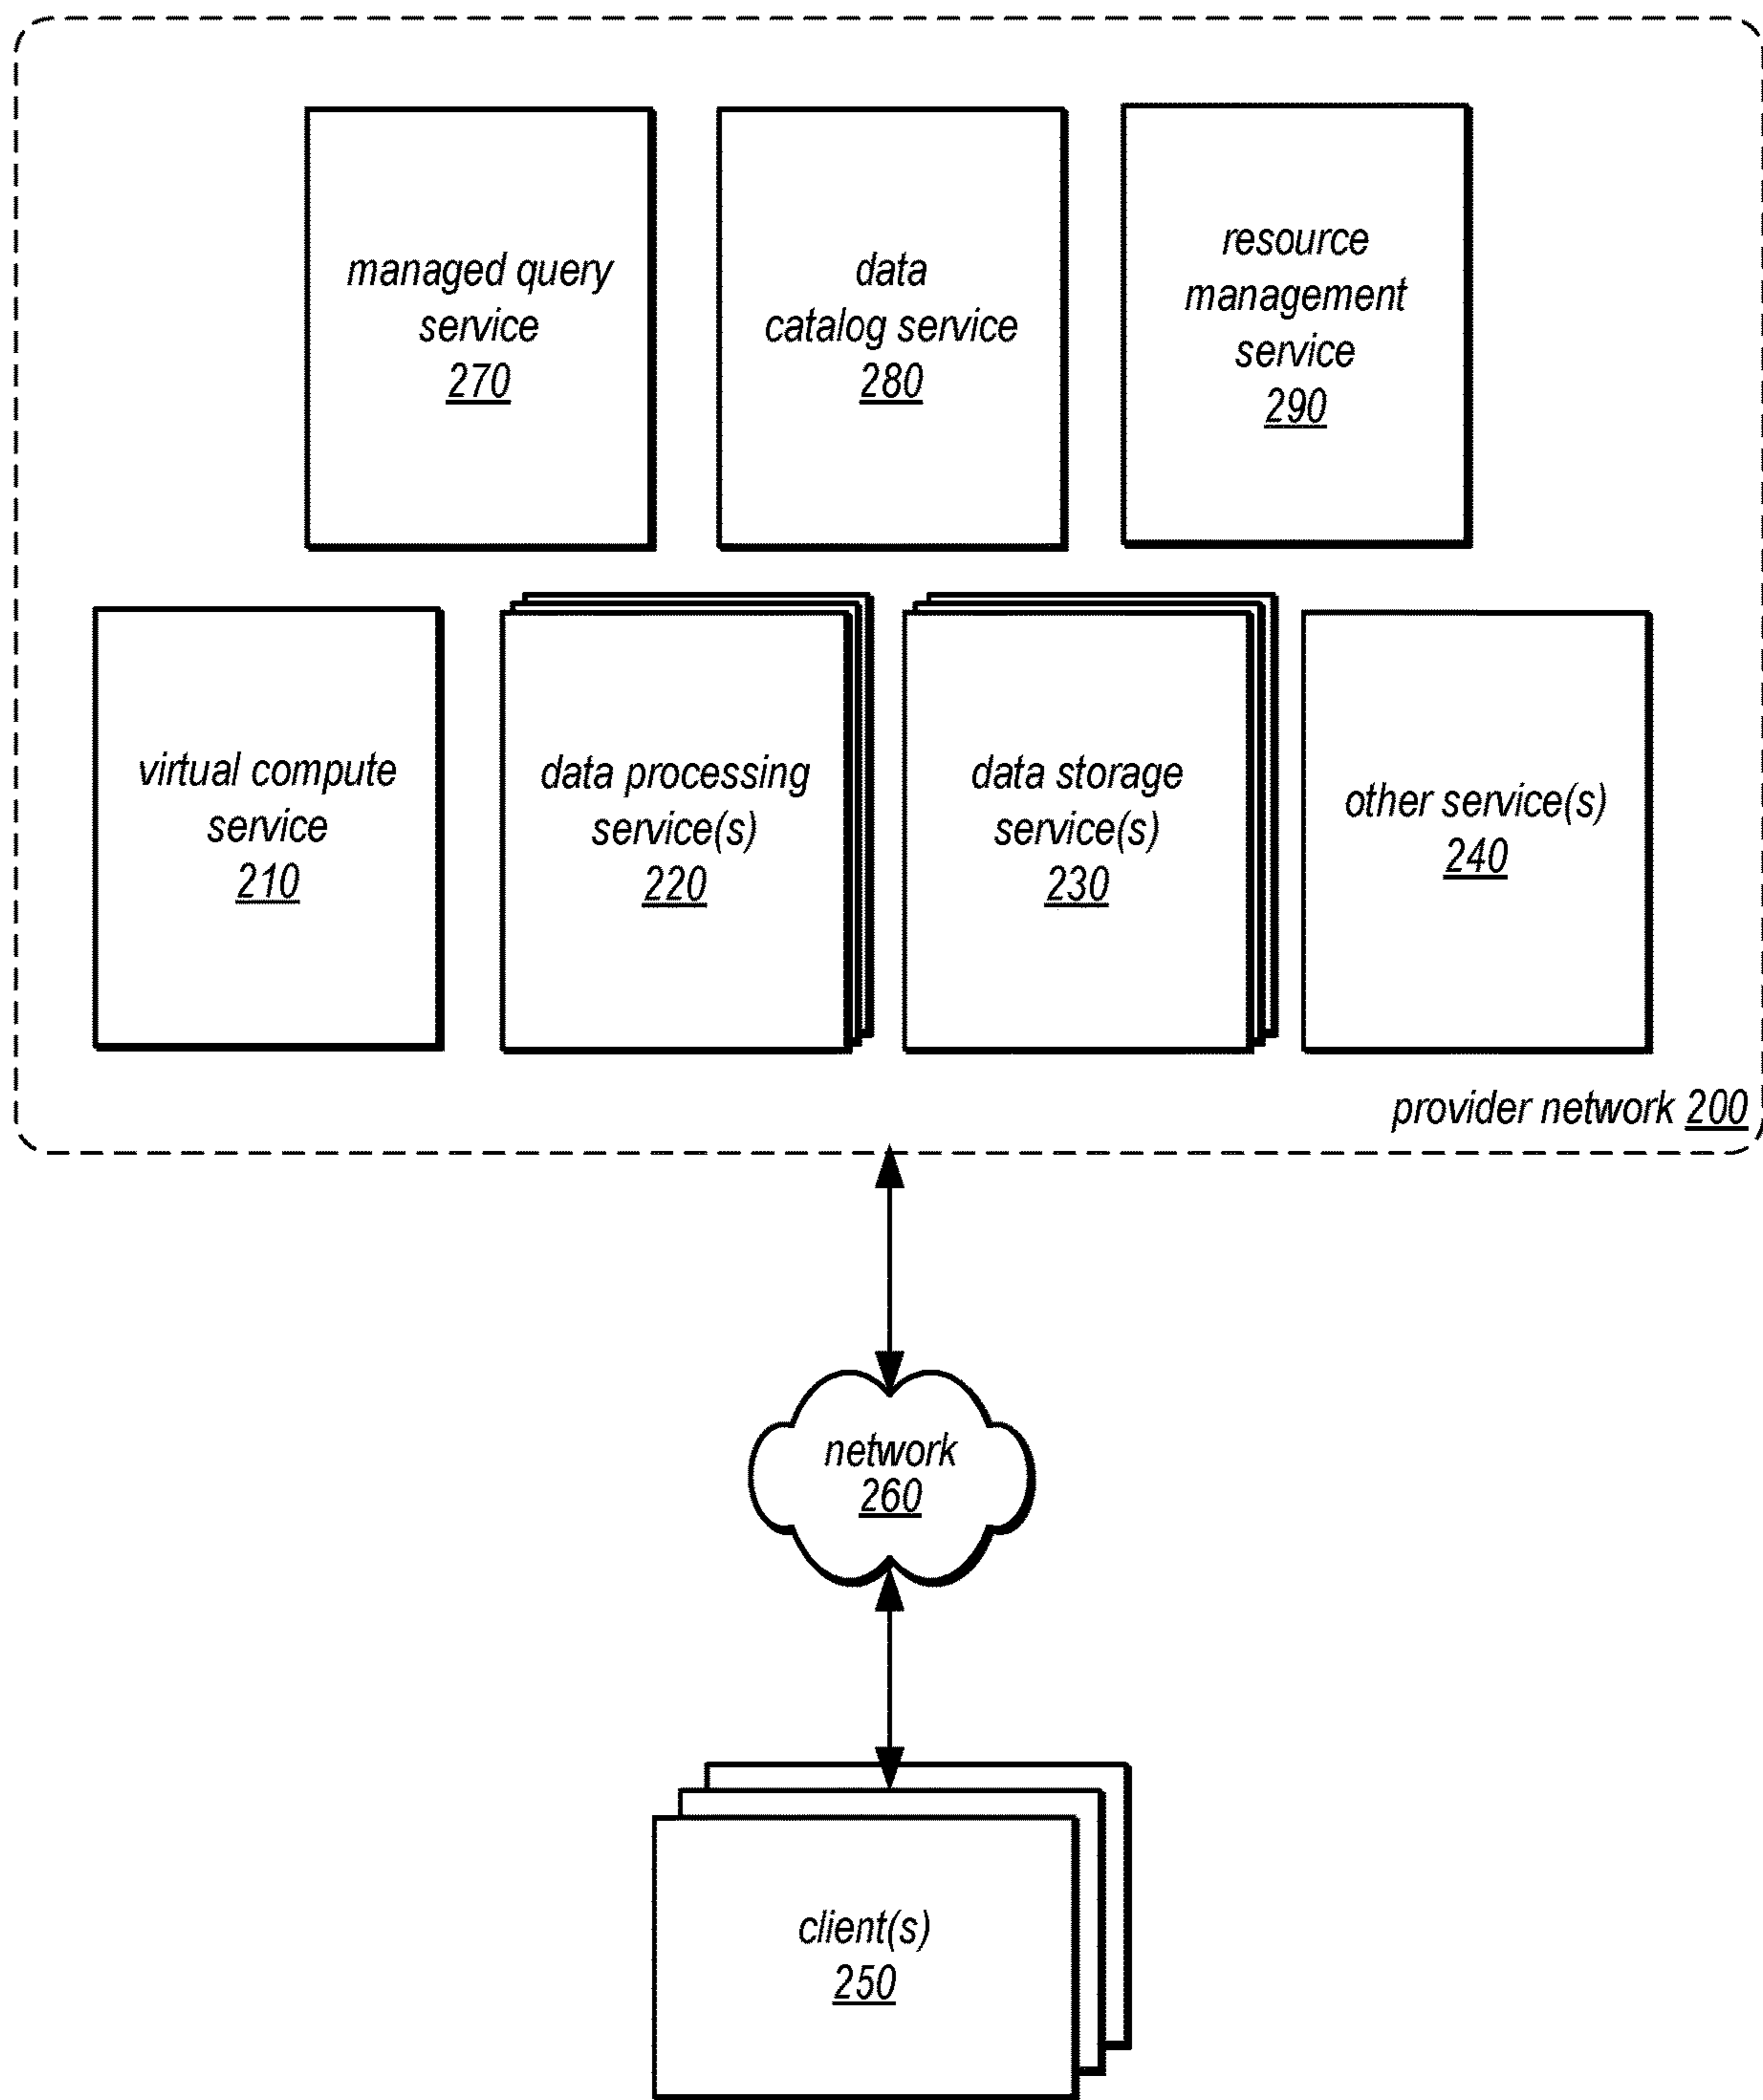 managed query
service
270
data
catalog service
280
resource
management
service
290
virtual compute
service
210
data processing
service(s)
220
data storage
service(s)
230
other service(s)
240
provider network 200
network
260
client(s)
250